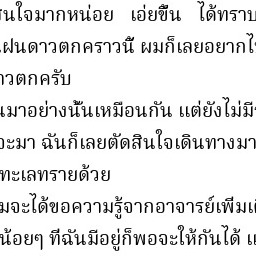 สนใจมากหน่อย เอ่ยขึ้น ได้ทราบ
ฝนดาวตกคราวนี้ ผมก็เลยอยาก
าวตกครับ
นมาอย่างนั้นเหมือนกัน แต่ยังไม่มี
จะมา ฉันก็เลยตัดสินใจเดินทางมา
ทะเลทรายด้วย
มจะได้ขอความรู้จากอาจารย์เพิ่มเ
น้อยๆ ที่ฉันมีอยู่ก็พอจะให้กันได้ แ